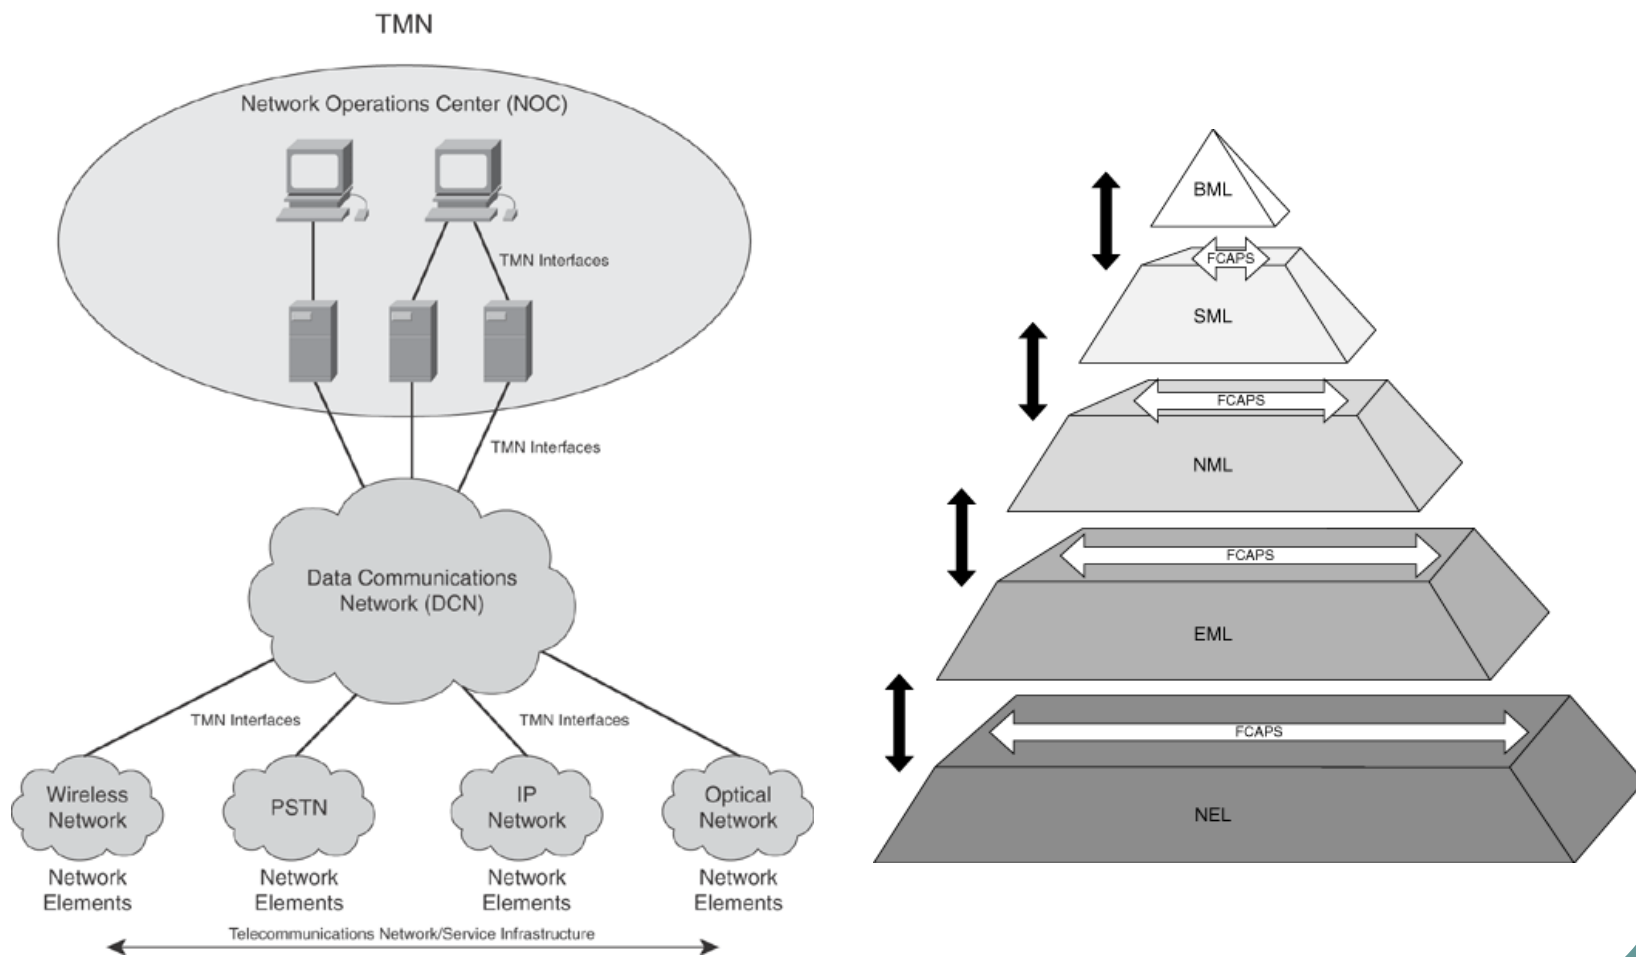 TMN
Network Operations Center (NOC)
TMN Interfaces
TMN Interfaces
Data Communications
Network (DCN)
TMN Interfaces
TMN Interfaces
Wireless
Network
PSTN
IP
Network
Optical
Network
Network
Elements
Network
Elements
Network
Elements
Network
Elements
Telecommunications Network/Service Infrastructure
BML
FCAPS
SML
FCAPS
NML
FCAPS
EML
FCAPS
NEL